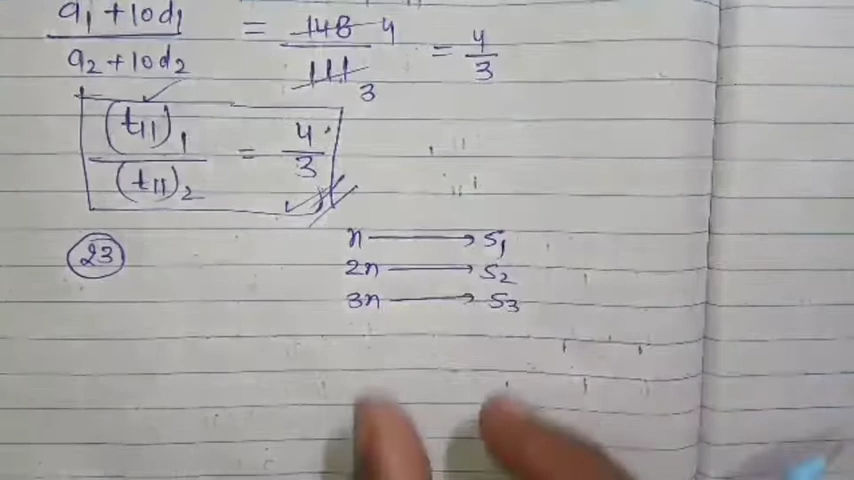 a1 + 10d1 / a2 + 10d2 = 148 4 / 111 3 = 4/3
(t11)1 / (t11)2 = 4/3
23 n → S1
2n → S2
3n → S3